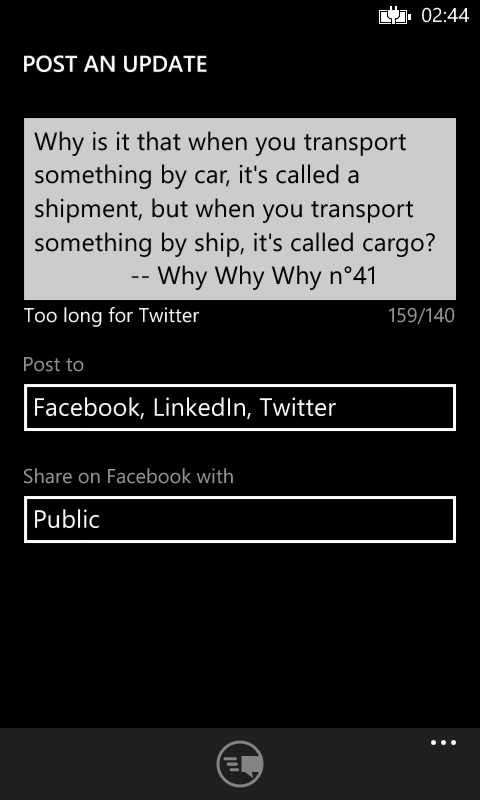 02:44
POST AN UPDATE
Why is it that when you transport
something by car, it's called a
shipment, but when you transport
something by ship, it's called cargo?
-- Why Why Why n°41
Too long for Twitter 159/140
Post to
Facebook, LinkedIn, Twitter
Share on Facebook with
Public